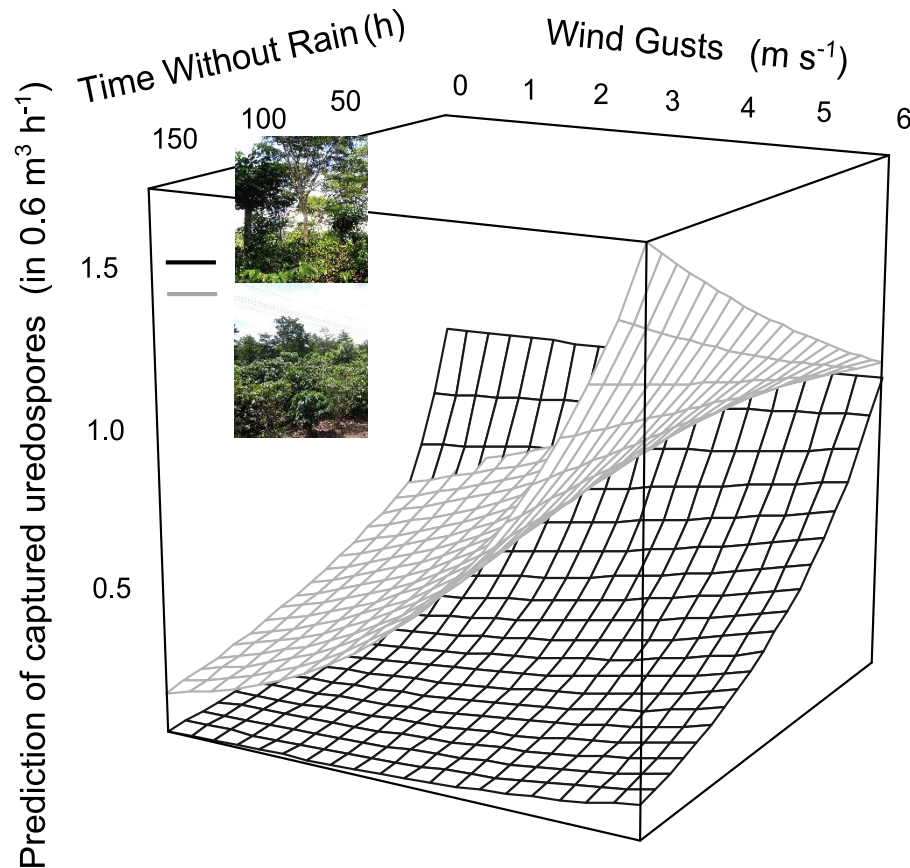 Time Without Rain (h)
Wind Gusts (m s⁻¹)
150 100 50 0 1 2 3 4 5 6
Prediction of captured uredospores (in 0.6 m³ h⁻¹)
1.5
1.0
0.5